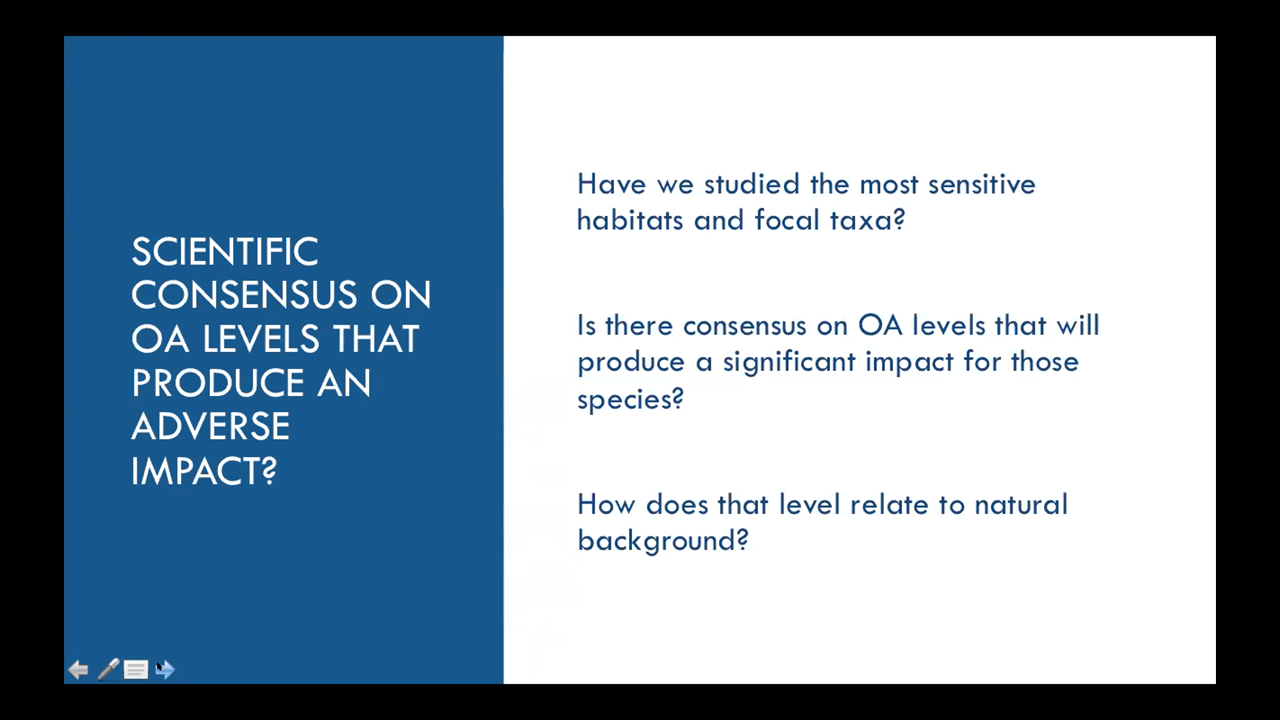 SCIENTIFIC
CONSENSUS ON
OA LEVELS THAT
PRODUCE AN
ADVERSE
IMPACT?
Have we studied the most sensitive
habitats and focal taxa?
Is there consensus on OA levels that will
produce a significant impact for those
species?
How does that level relate to natural
background?